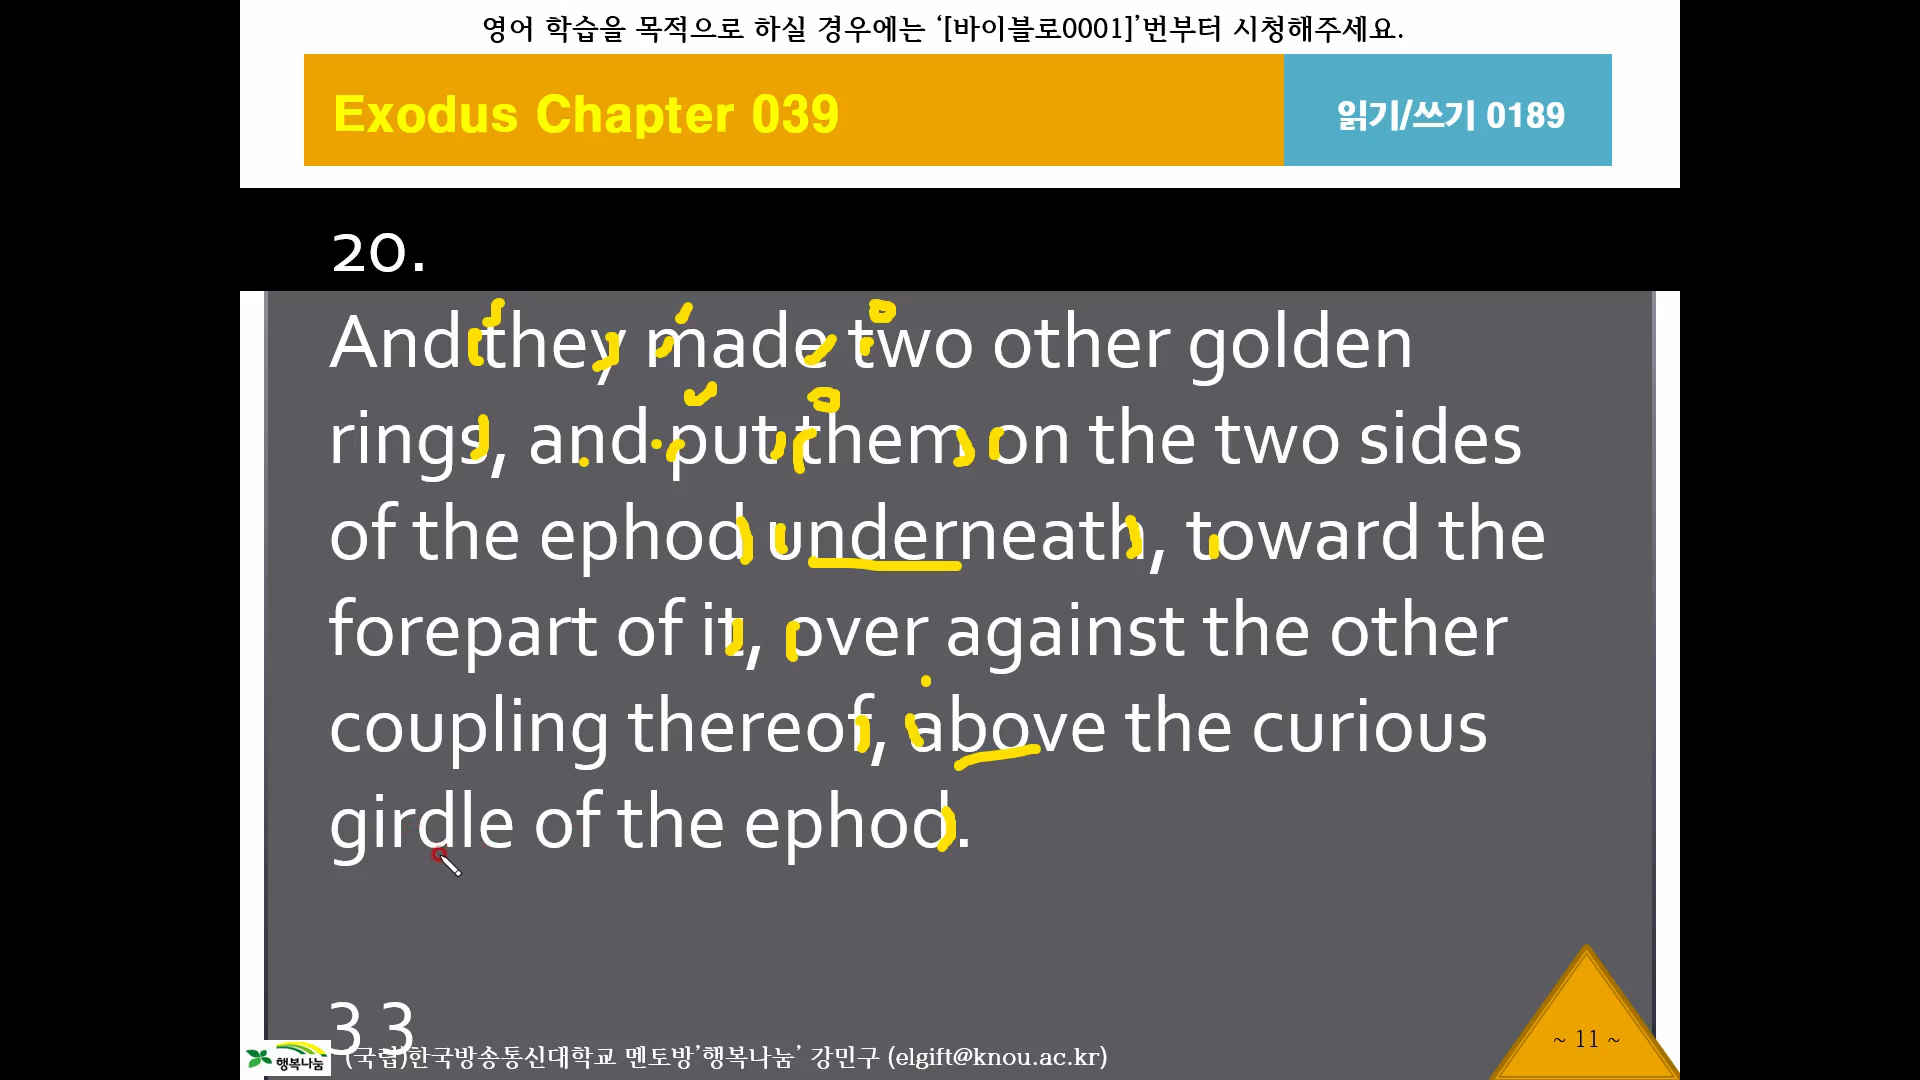 영어 학습을 목적으로 하실 경우에는 ‘[바이블로0001]’번부터 시청해주세요.
Exodus Chapter 039
읽기/쓰기 0189
20.
And they made two other golden
rings, and put them on the two sides
of the ephod underneath, toward the
forepart of it, over against the other
coupling thereof, above the curious
girdle of the ephod.
33
행복나눔
(국립)한국방송통신대학교 멘토방’행복나눔’ 강민구 (elgift@knou.ac.kr)
~ 11 ~